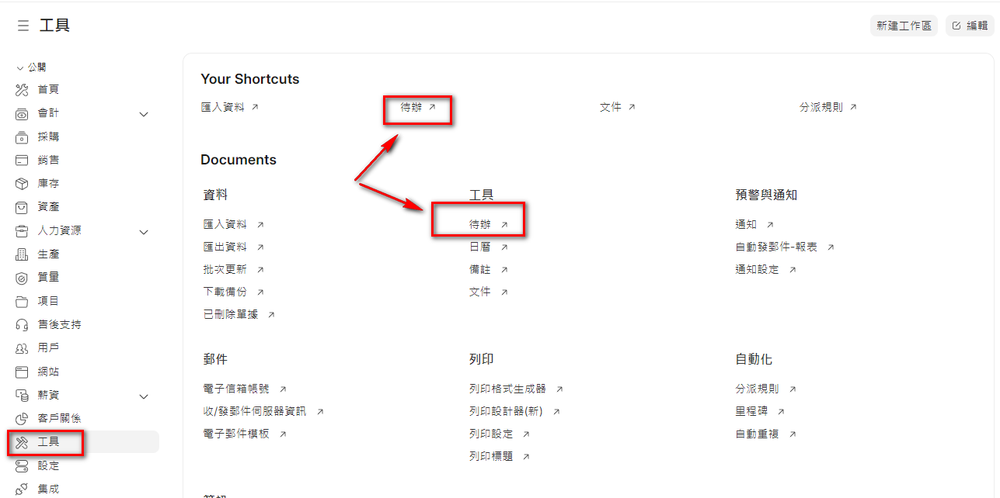 工具
新建工作區
編輯
公開
首頁
會計
採購
銷售
庫存
資產
人力資源
生產
質量
項目
售後支持
用戶
網站
薪資
客戶關係
工具
設定
集成
Your Shortcuts
匯入資料
待辦
文件
分派規則
Documents
資料
匯入資料
匯出資料
批次更新
下載備份
已刪除單據
工具
待辦
日曆
備註
文件
預警與通知
通知
自動發郵件-報表
通知設定
郵件
電子信箱帳號
收/發郵件伺服器資訊
電子郵件模板
列印
列印格式生成器
列印設計器(新)
列印設定
列印標題
自動化
分派規則
里程碑
自動重複